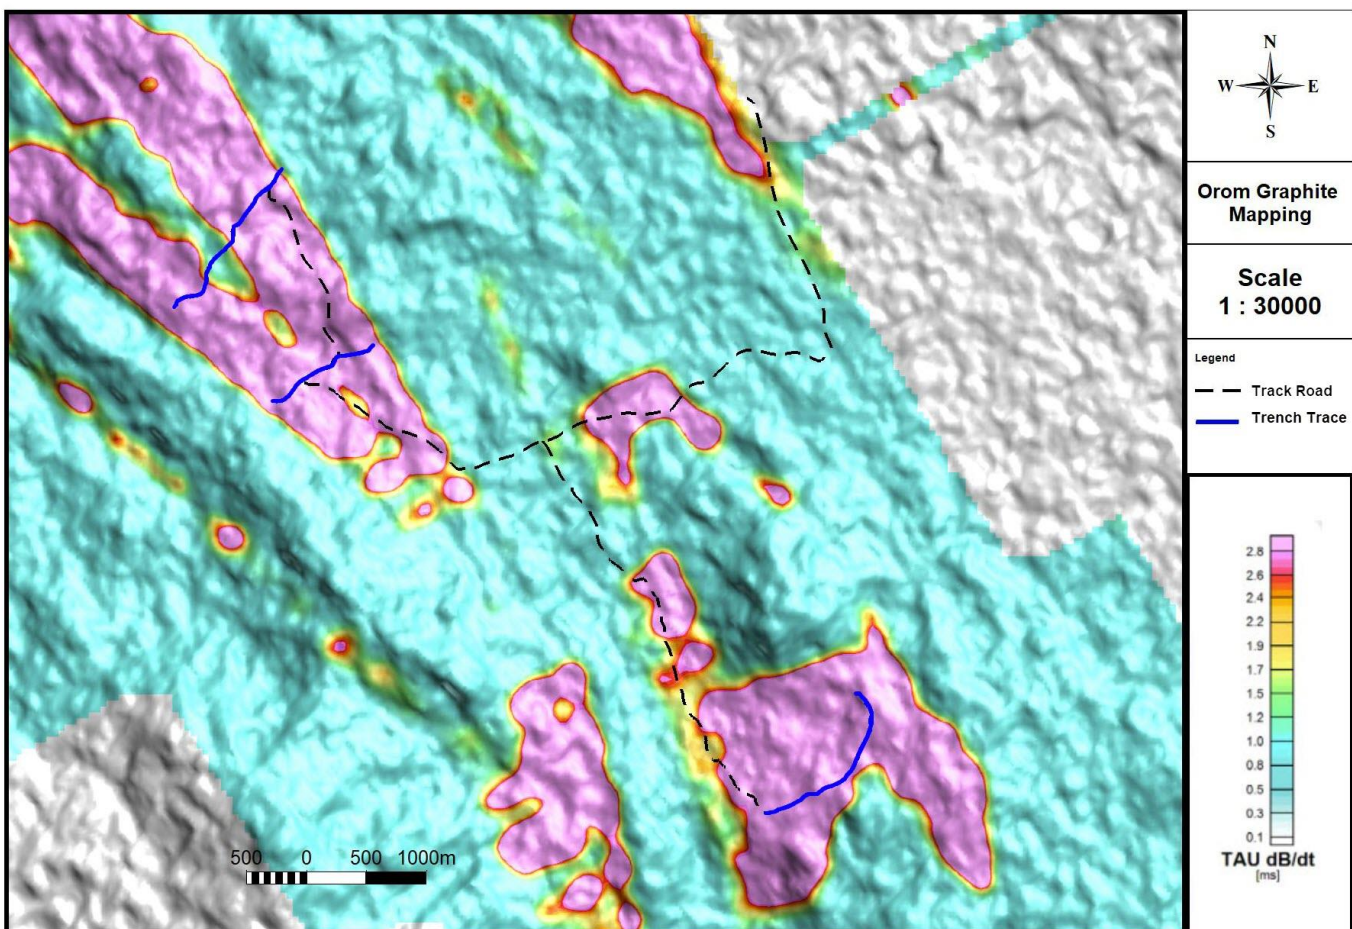 N
W E
S
Orom Graphite
Mapping
Scale
1 : 30000
Legend
Track Road
Trench Trace
2.8
2.6
2.4
2.2
1.9
1.7
1.5
1.2
1.0
0.8
0.5
0.3
0.1
TAU dB/dt
[ms]
500 0 500 1000m